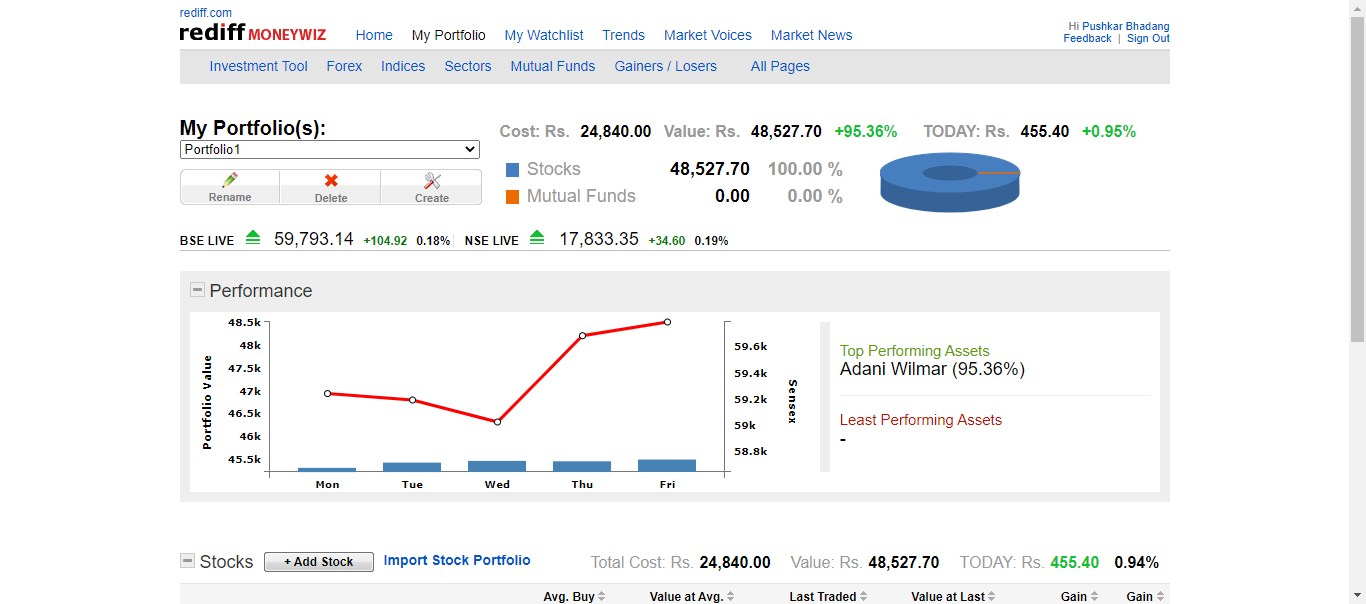 rediff.com
rediff MONEYWIZ Home My Portfolio My Watchlist Trends Market Voices Market News
Hi Pushkar Bhadang
Feedback | Sign Out
Investment Tool Forex Indices Sectors Mutual Funds Gainers / Losers All Pages
My Portfolio(s):
Portfolio1
Rename Delete Create
Cost: Rs. 24,840.00 Value: Rs. 48,527.70 +95.36% TODAY: Rs. 455.40 +0.95%
Stocks 48,527.70 100.00 %
Mutual Funds 0.00 0.00 %
BSE LIVE 59,793.14 +104.92 0.18% NSE LIVE 17,833.35 +34.60 0.19%
Performance
Portfolio Value
48.5k
48k
47.5k
47k
46.5k
46k
45.5k
Mon Tue Wed Thu Fri
59.6k
59.4k
59.2k
59k
58.8k
Sensex
Top Performing Assets
Adani Wilmar (95.36%)
Least Performing Assets
-
Stocks + Add Stock Import Stock Portfolio Total Cost: Rs. 24,840.00 Value: Rs. 48,527.70 TODAY: Rs. 455.40 0.94%
Avg. Buy Value at Avg. Last Traded Value at Last Gain Gain